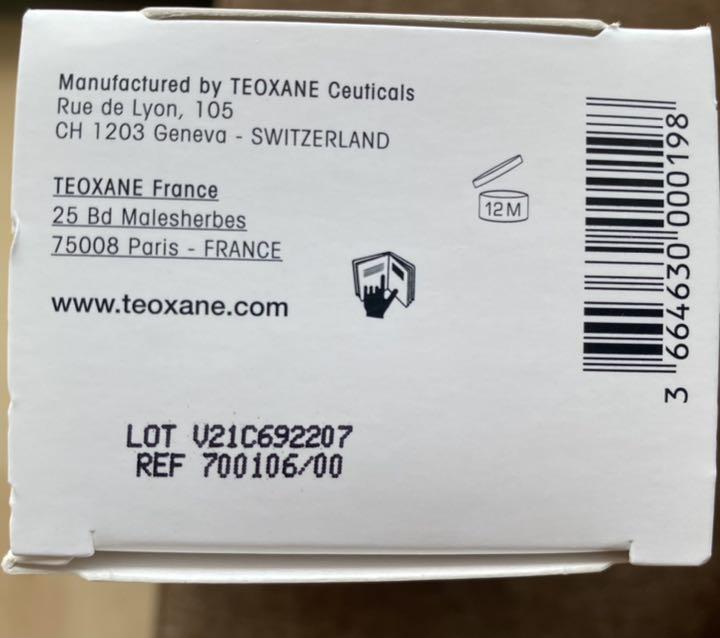 Manufactured by TEOXANE Ceuticals
Rue de Lyon, 105
CH 1203 Geneva - SWITZERLAND
TEOXANE France
25 Bd Malesherbes
75008 Paris - FRANCE
www.teoxane.com
12M
3 664630 000198
LOT V21C692207
REF 700106/00